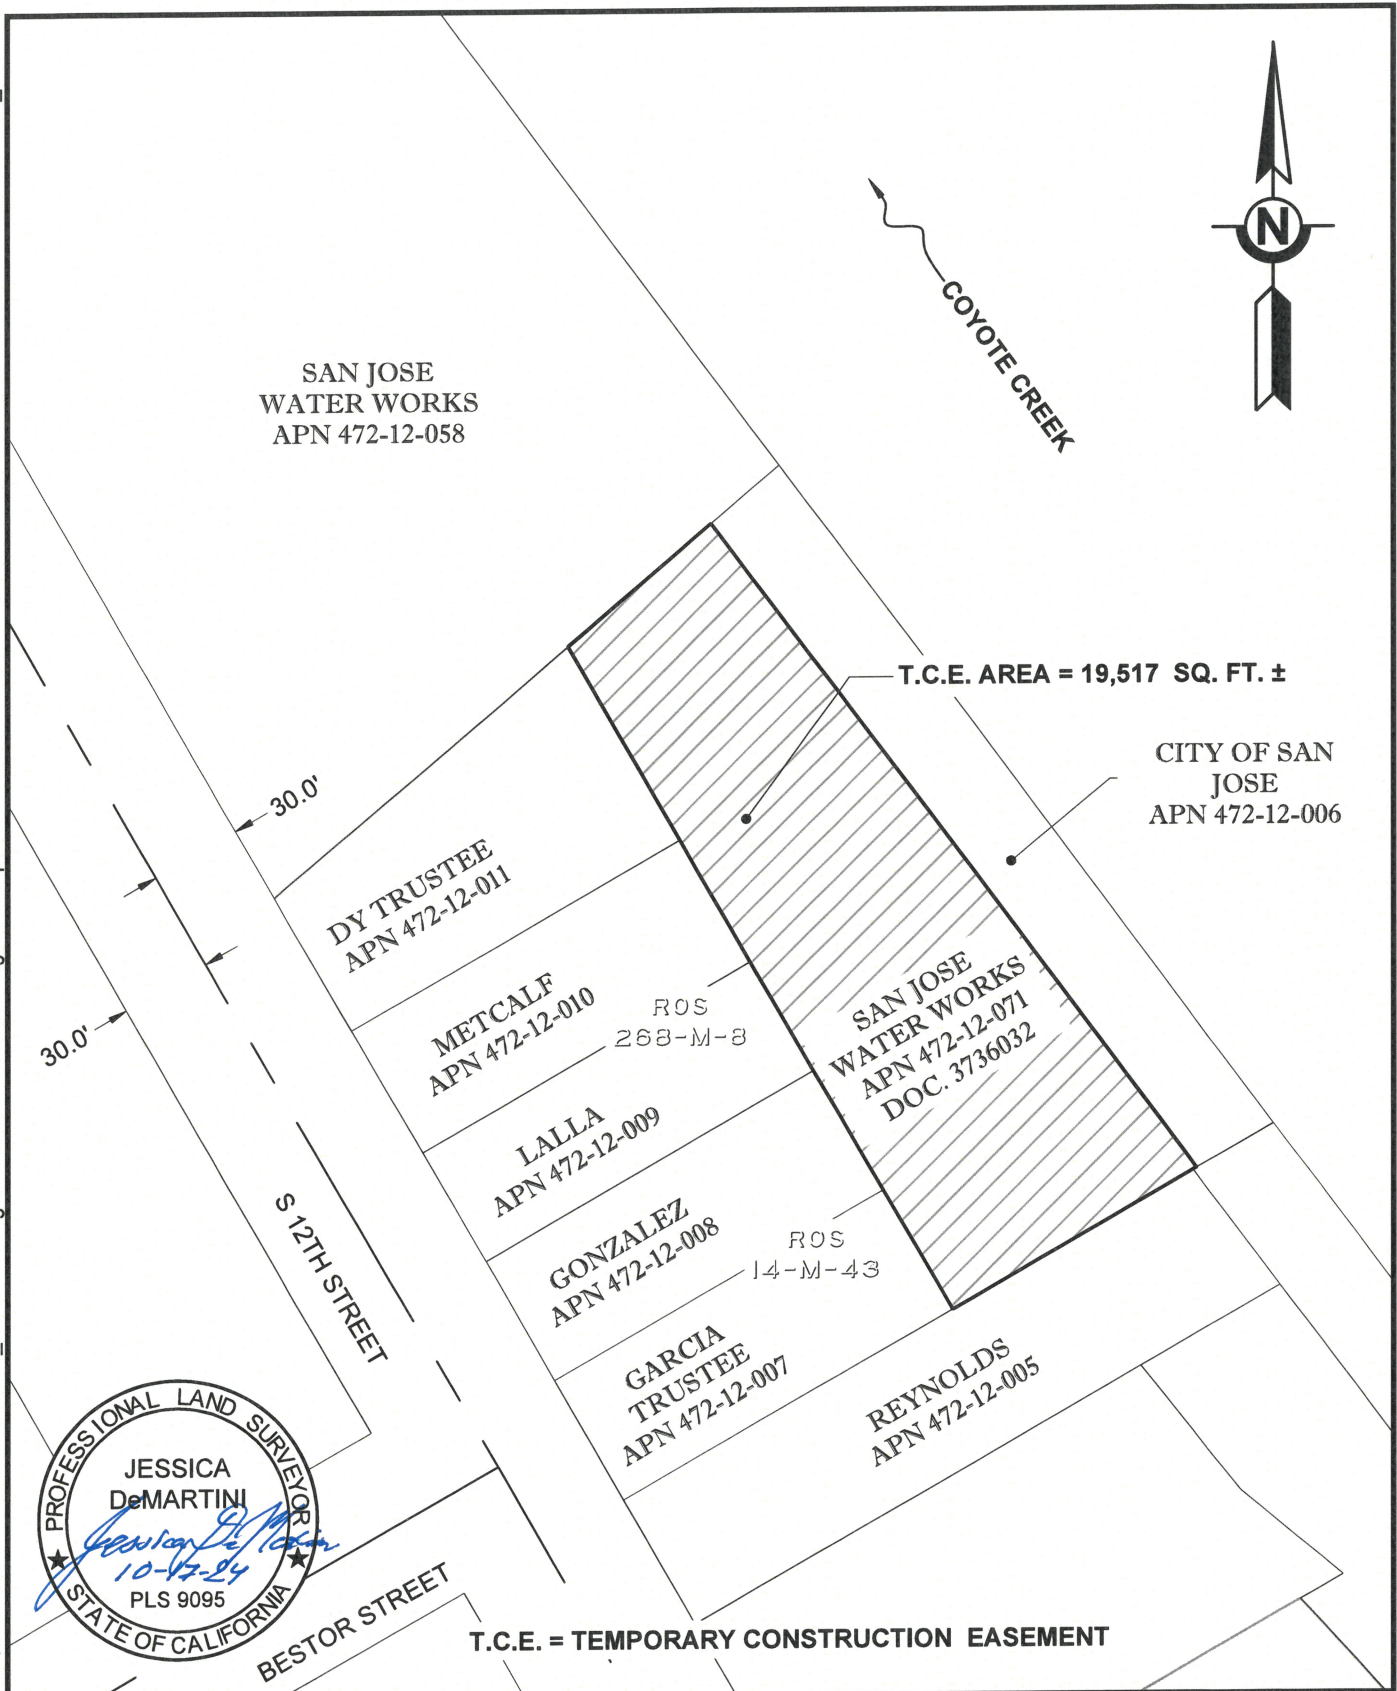 N
COYOTE CREEK
SAN JOSE
WATER WORKS
APN 472-12-058
T.C.E. AREA = 19,517 SQ. FT. ±
CITY OF SAN
JOSE
APN 472-12-006
30.0'
DY TRUSTEE
APN 472-12-011
METCALF
APN 472-12-010
ROS
268-M-8
SAN JOSE
WATER WORKS
APN 472-12-071
DOC. 3736032
30.0'
LALLA
APN 472-12-009
GONZALEZ
APN 472-12-008
ROS
14-M-43
S 12TH STREET
GARCIA
TRUSTEE
APN 472-12-007
REYNOLDS
APN 472-12-005
PROFESSIONAL LAND SURVEYOR
JESSICA
DeMARTINI
Jessica DeMartini
10-17-24
PLS 9095
STATE OF CALIFORNIA
BESTOR STREET
T.C.E. = TEMPORARY CONSTRUCTION EASEMENT